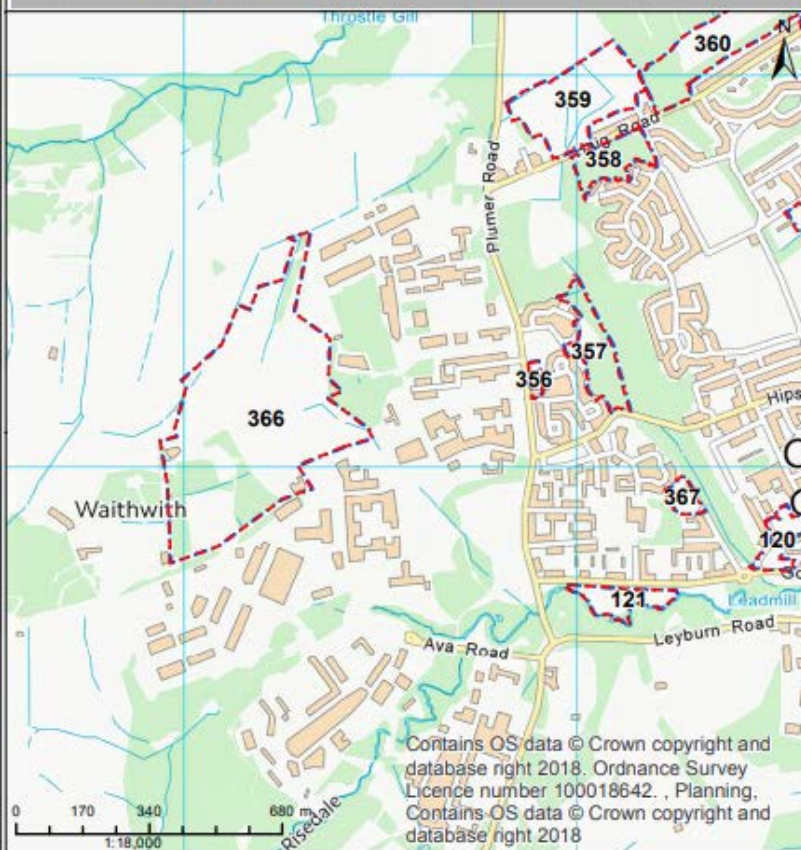 Throstle Gill
N
360
359
358
Plumer Road
357
356
Hips
366
367
Waithwith
120
121
Leadmill
Ava Road
Leyburn Road
Contains OS data © Crown copyright and
database right 2018. Ordnance Survey
Licence number 100018642. , Planning,
Contains OS data © Crown copyright and
database right 2018
Risedale
0 170 340 680 m
1:18,000